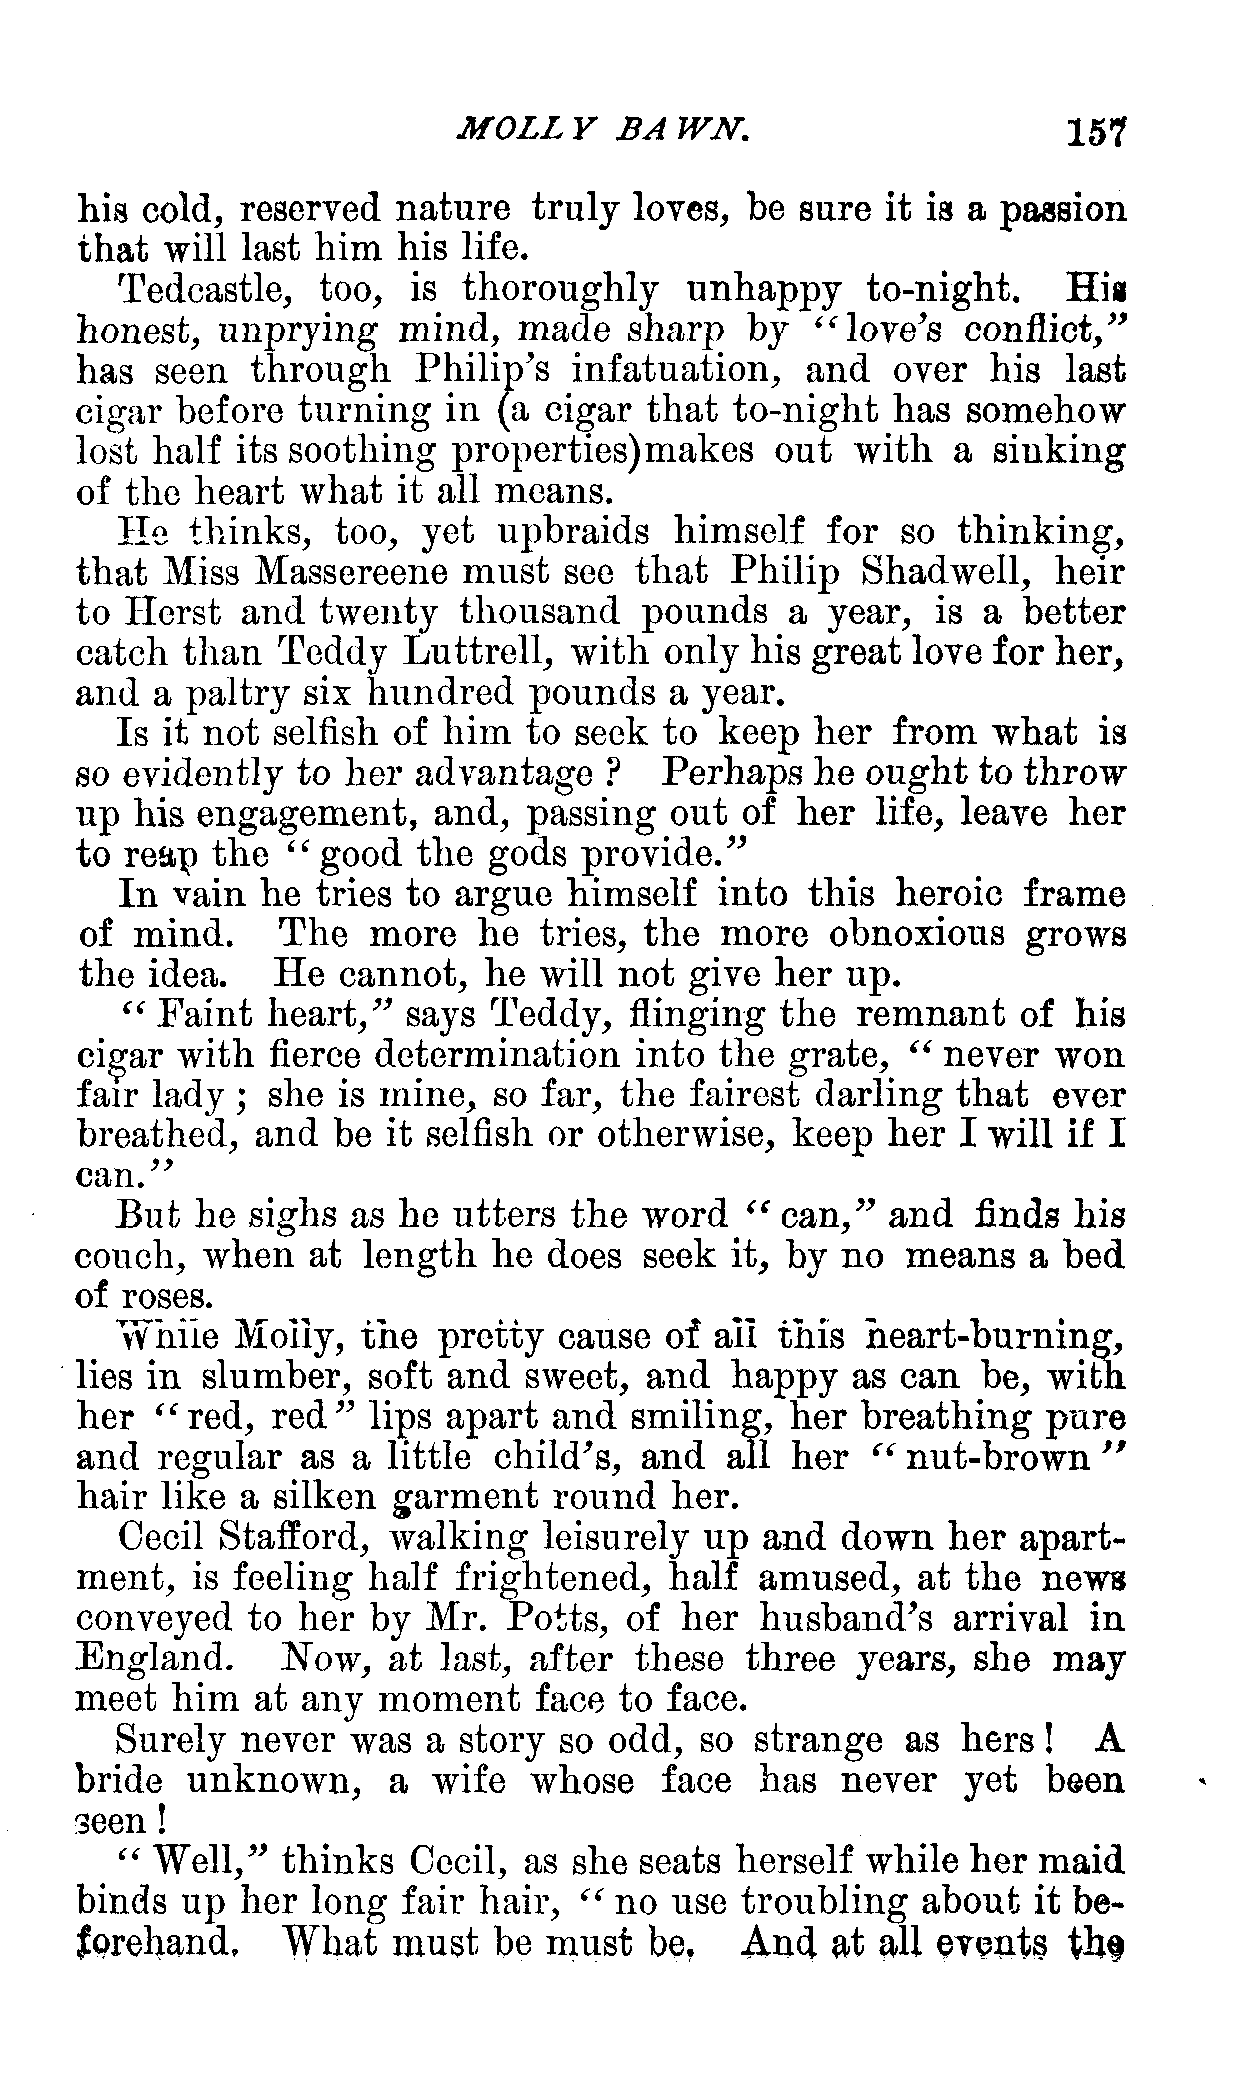 MOLLY BAWN. 157
his cold, reserved nature truly loves, be sure it is a passion
that will last him his life.
Tedcastle, too, is thoroughly unhappy to-night. His
honest, unprying mind, made sharp by “love's conflict,”
has seen through Philip's infatuation, and over his last
cigar before turning in (a cigar that to-night has somehow
lost half its soothing properties)makes out with a sinking
of the heart what it all means.
He thinks, too, yet upbraids himself for so thinking,
that Miss Massereene must see that Philip Shadwell, heir
to Herst and twenty thousand pounds a year, is a better
catch than Teddy Luttrell, with only his great love for her,
and a paltry six hundred pounds a year.
Is it not selfish of him to seek to keep her from what is
so evidently to her advantage ? Perhaps he ought to throw
up his engagement, and, passing out of her life, leave her
to reap the “ good the gods provide.”
In vain he tries to argue himself into this heroic frame
of mind. The more he tries, the more obnoxious grows
the idea. He cannot, he will not give her up.
“ Faint heart,” says Teddy, flinging the remnant of his
cigar with fierce determination into the grate, “ never won
fair lady ; she is mine, so far, the fairest darling that ever
breathed, and be it selfish or otherwise, keep her I will if I
can.”
But he sighs as he utters the word “ can,” and finds his
couch, when at length he does seek it, by no means a bed
of roses.
While Molly, the pretty cause of all this heart-burning,
lies in slumber, soft and sweet, and happy as can be, with
her “ red, red ” lips apart and smiling, her breathing pure
and regular as a little child's, and all her “ nut-brown ”
hair like a silken garment round her.
Cecil Stafford, walking leisurely up and down her apart-
ment, is feeling half frightened, half amused, at the news
conveyed to her by Mr. Potts, of her husband's arrival in
England. Now, at last, after these three years, she may
meet him at any moment face to face.
Surely never was a story so odd, so strange as hers ! A
bride unknown, a wife whose face has never yet been
seen !
“ Well,” thinks Cecil, as she seats herself while her maid
binds up her long fair hair, “ no use troubling about it be-
forehand. What must be must be. And at all events the